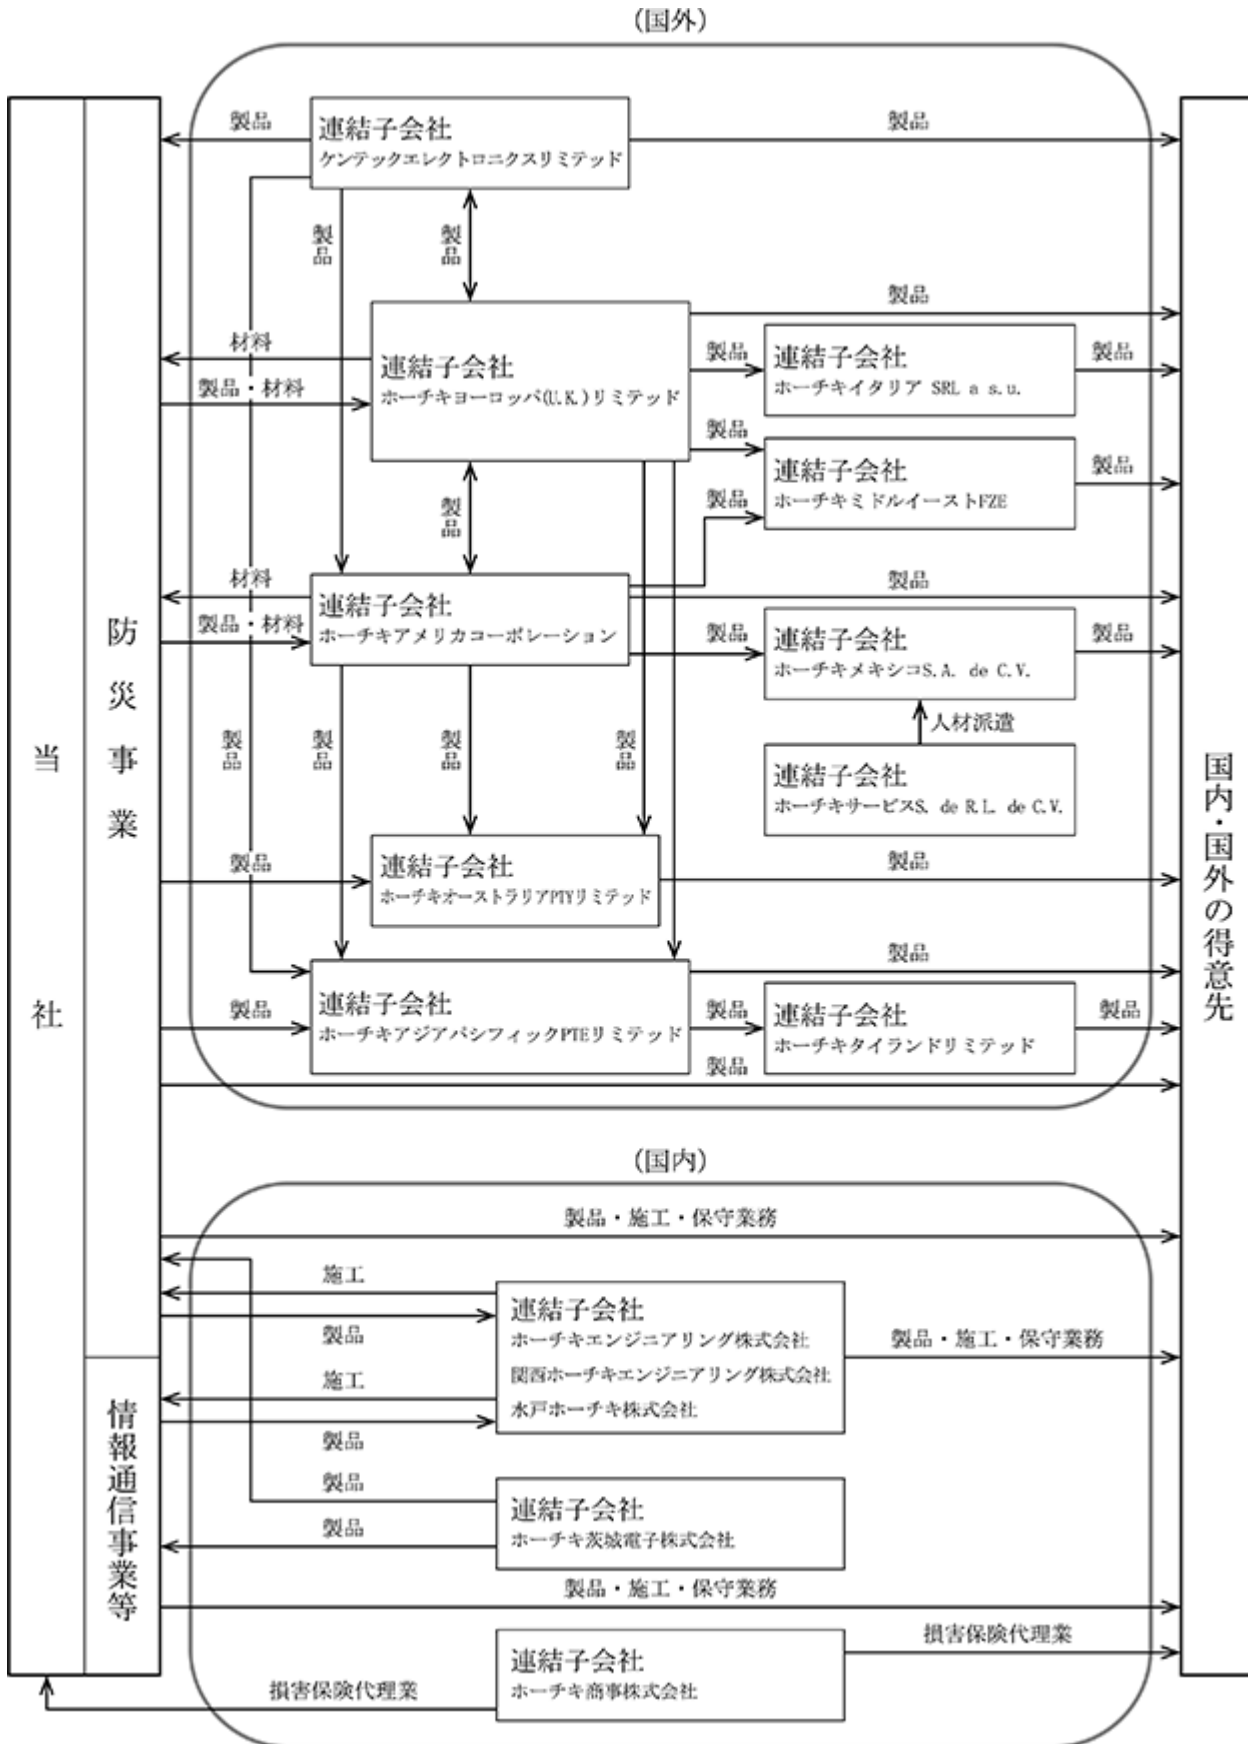 (国外)
製品
連結子会社
ケンテックエレクトロニクスリミテッド
製品
製品
製品
製品
材料
連結子会社
ホーチキヨーロッパ(U.K.)リミテッド
製品
連結子会社
ホーチキイタリア SRL a s.u.
製品
製品・材料
製品
連結子会社
ホーチキミドルイーストFZE
製品
製品
製品
材料
連結子会社
ホーチキアメリカコーポレーション
製品
製品・材料
製品
連結子会社
ホーチキメキシコS.A. de C.V.
製品
人材派遣
製品
製品
製品
製品
連結子会社
ホーチキサービスS. de R.L. de C.V.
製品
連結子会社
ホーチキオーストラリアPTYリミテッド
製品
製品
製品
連結子会社
ホーチキアジアパシフィックPTEリミテッド
製品
連結子会社
ホーチキタイランドリミテッド
製品
製品
当社
防災事業
情報通信事業等
国内・国外の得意先
(国内)
製品・施工・保守業務
施工
製品
連結子会社
ホーチキエンジニアリング株式会社
関西ホーチキエンジニアリング株式会社
水戸ホーチキ株式会社
製品・施工・保守業務
施工
製品
製品
連結子会社
ホーチキ茨城電子株式会社
製品
製品・施工・保守業務
連結子会社
ホーチキ商事株式会社
損害保険代理業
損害保険代理業